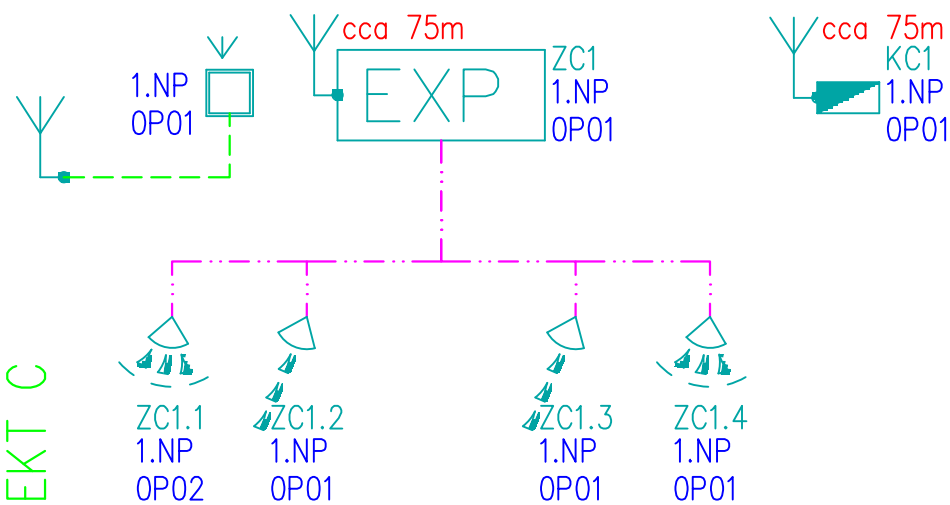 cca 75m
cca 75m
1.NP
0P01
EXP
ZC1
1.NP
0P01
KC1
1.NP
0P01
EKT C
ZC1.1
1.NP
0P02
ZC1.2
1.NP
0P01
ZC1.3
1.NP
0P01
ZC1.4
1.NP
0P01